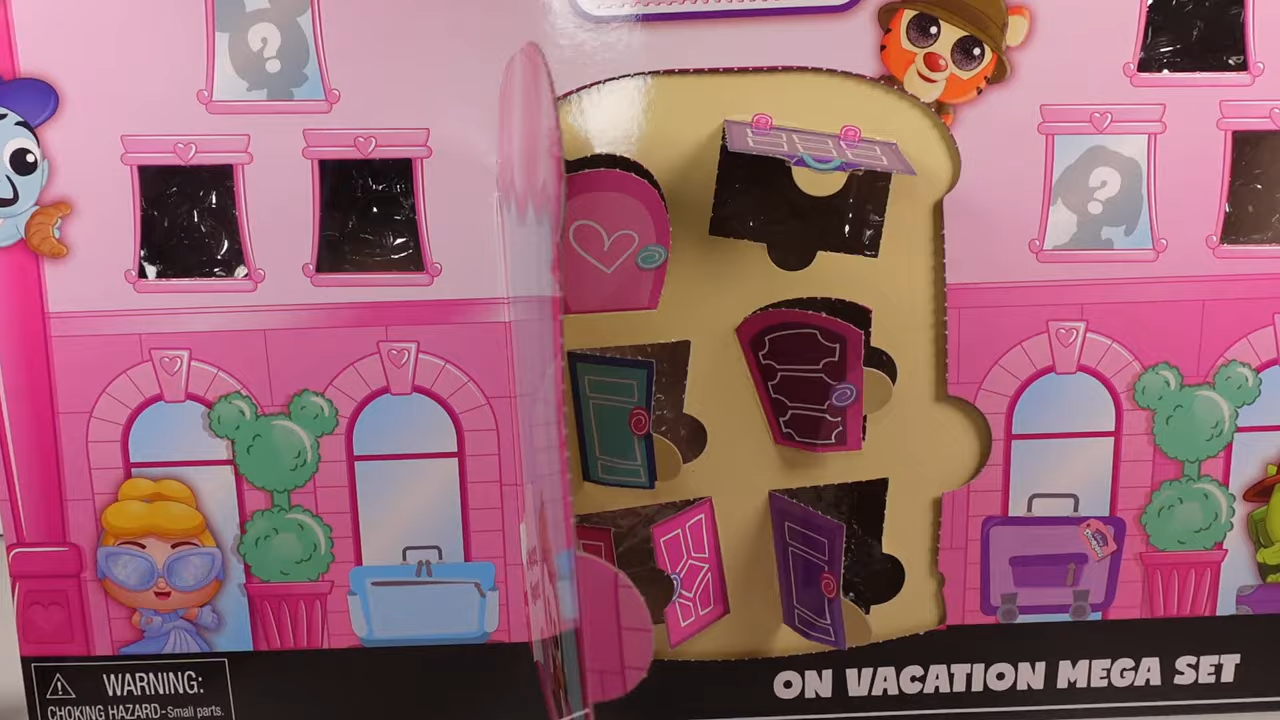 ?
?
WARNING:
CHOKING HAZARD-Small parts.
ON VACATION MEGA SET